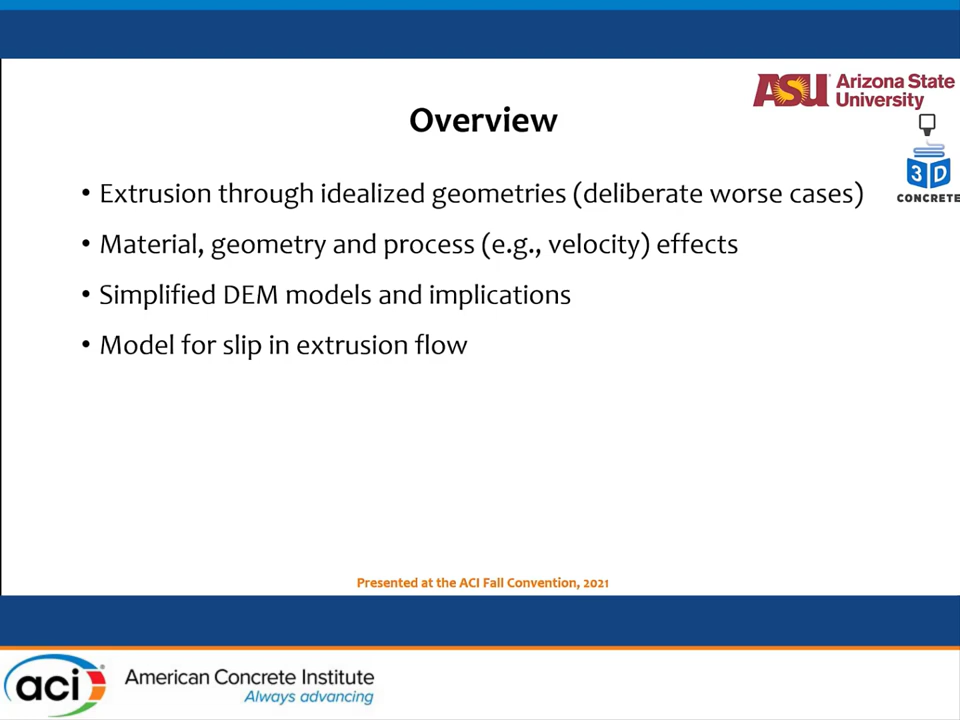 ASU Arizona State
University
Overview
3D
CONCRETE
• Extrusion through idealized geometries (deliberate worse cases)
• Material, geometry and process (e.g., velocity) effects
• Simplified DEM models and implications
• Model for slip in extrusion flow
Presented at the ACI Fall Convention, 2021
aci American Concrete Institute
Always advancing